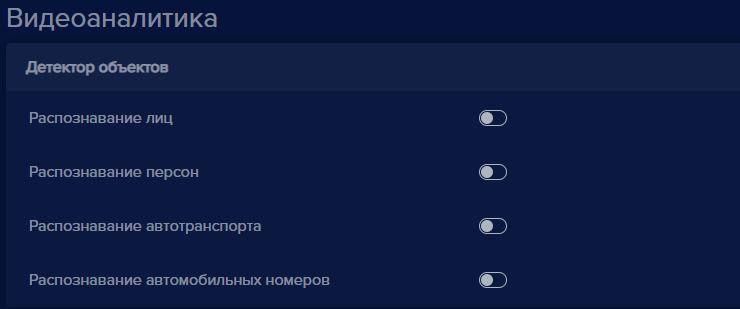 Видеоаналитика
Детектор объектов
Распознавание лиц
Распознавание персон
Распознавание автотранспорта
Распознавание автомобильных номеров